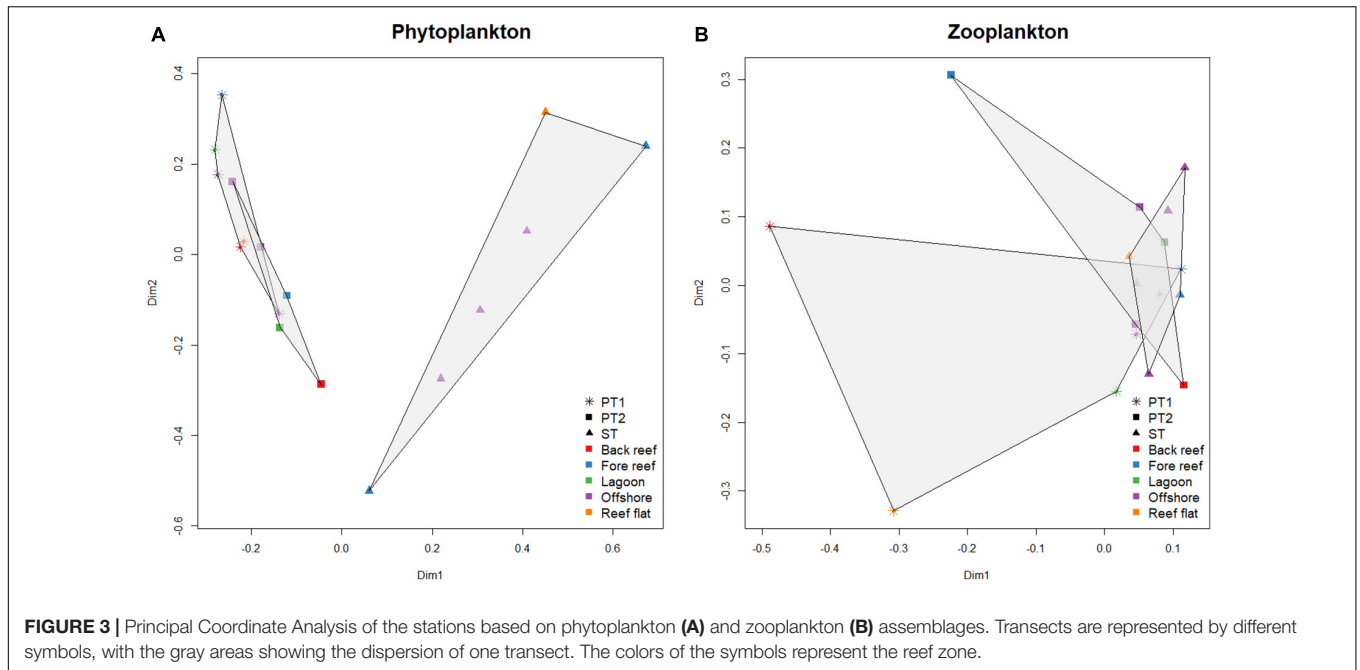 A
Phytoplankton
0.4
0.2
0.0
-0.2
-0.4
-0.6
Dim2
-0.2
0.0
0.2
0.4
0.6
Dim1
PT1
PT2
ST
Back reef
Fore reef
Lagoon
Offshore
Reef flat
B
Zooplankton
0.3
0.2
0.1
0.0
-0.1
-0.2
-0.3
Dim2
-0.5
-0.4
-0.3
-0.2
-0.1
0.0
0.1
Dim1
PT1
PT2
ST
Back reef
Fore reef
Lagoon
Offshore
Reef flat
FIGURE 3 | Principal Coordinate Analysis of the stations based on phytoplankton (A) and zooplankton (B) assemblages. Transects are represented by different
symbols, with the gray areas showing the dispersion of one transect. The colors of the symbols represent the reef zone.